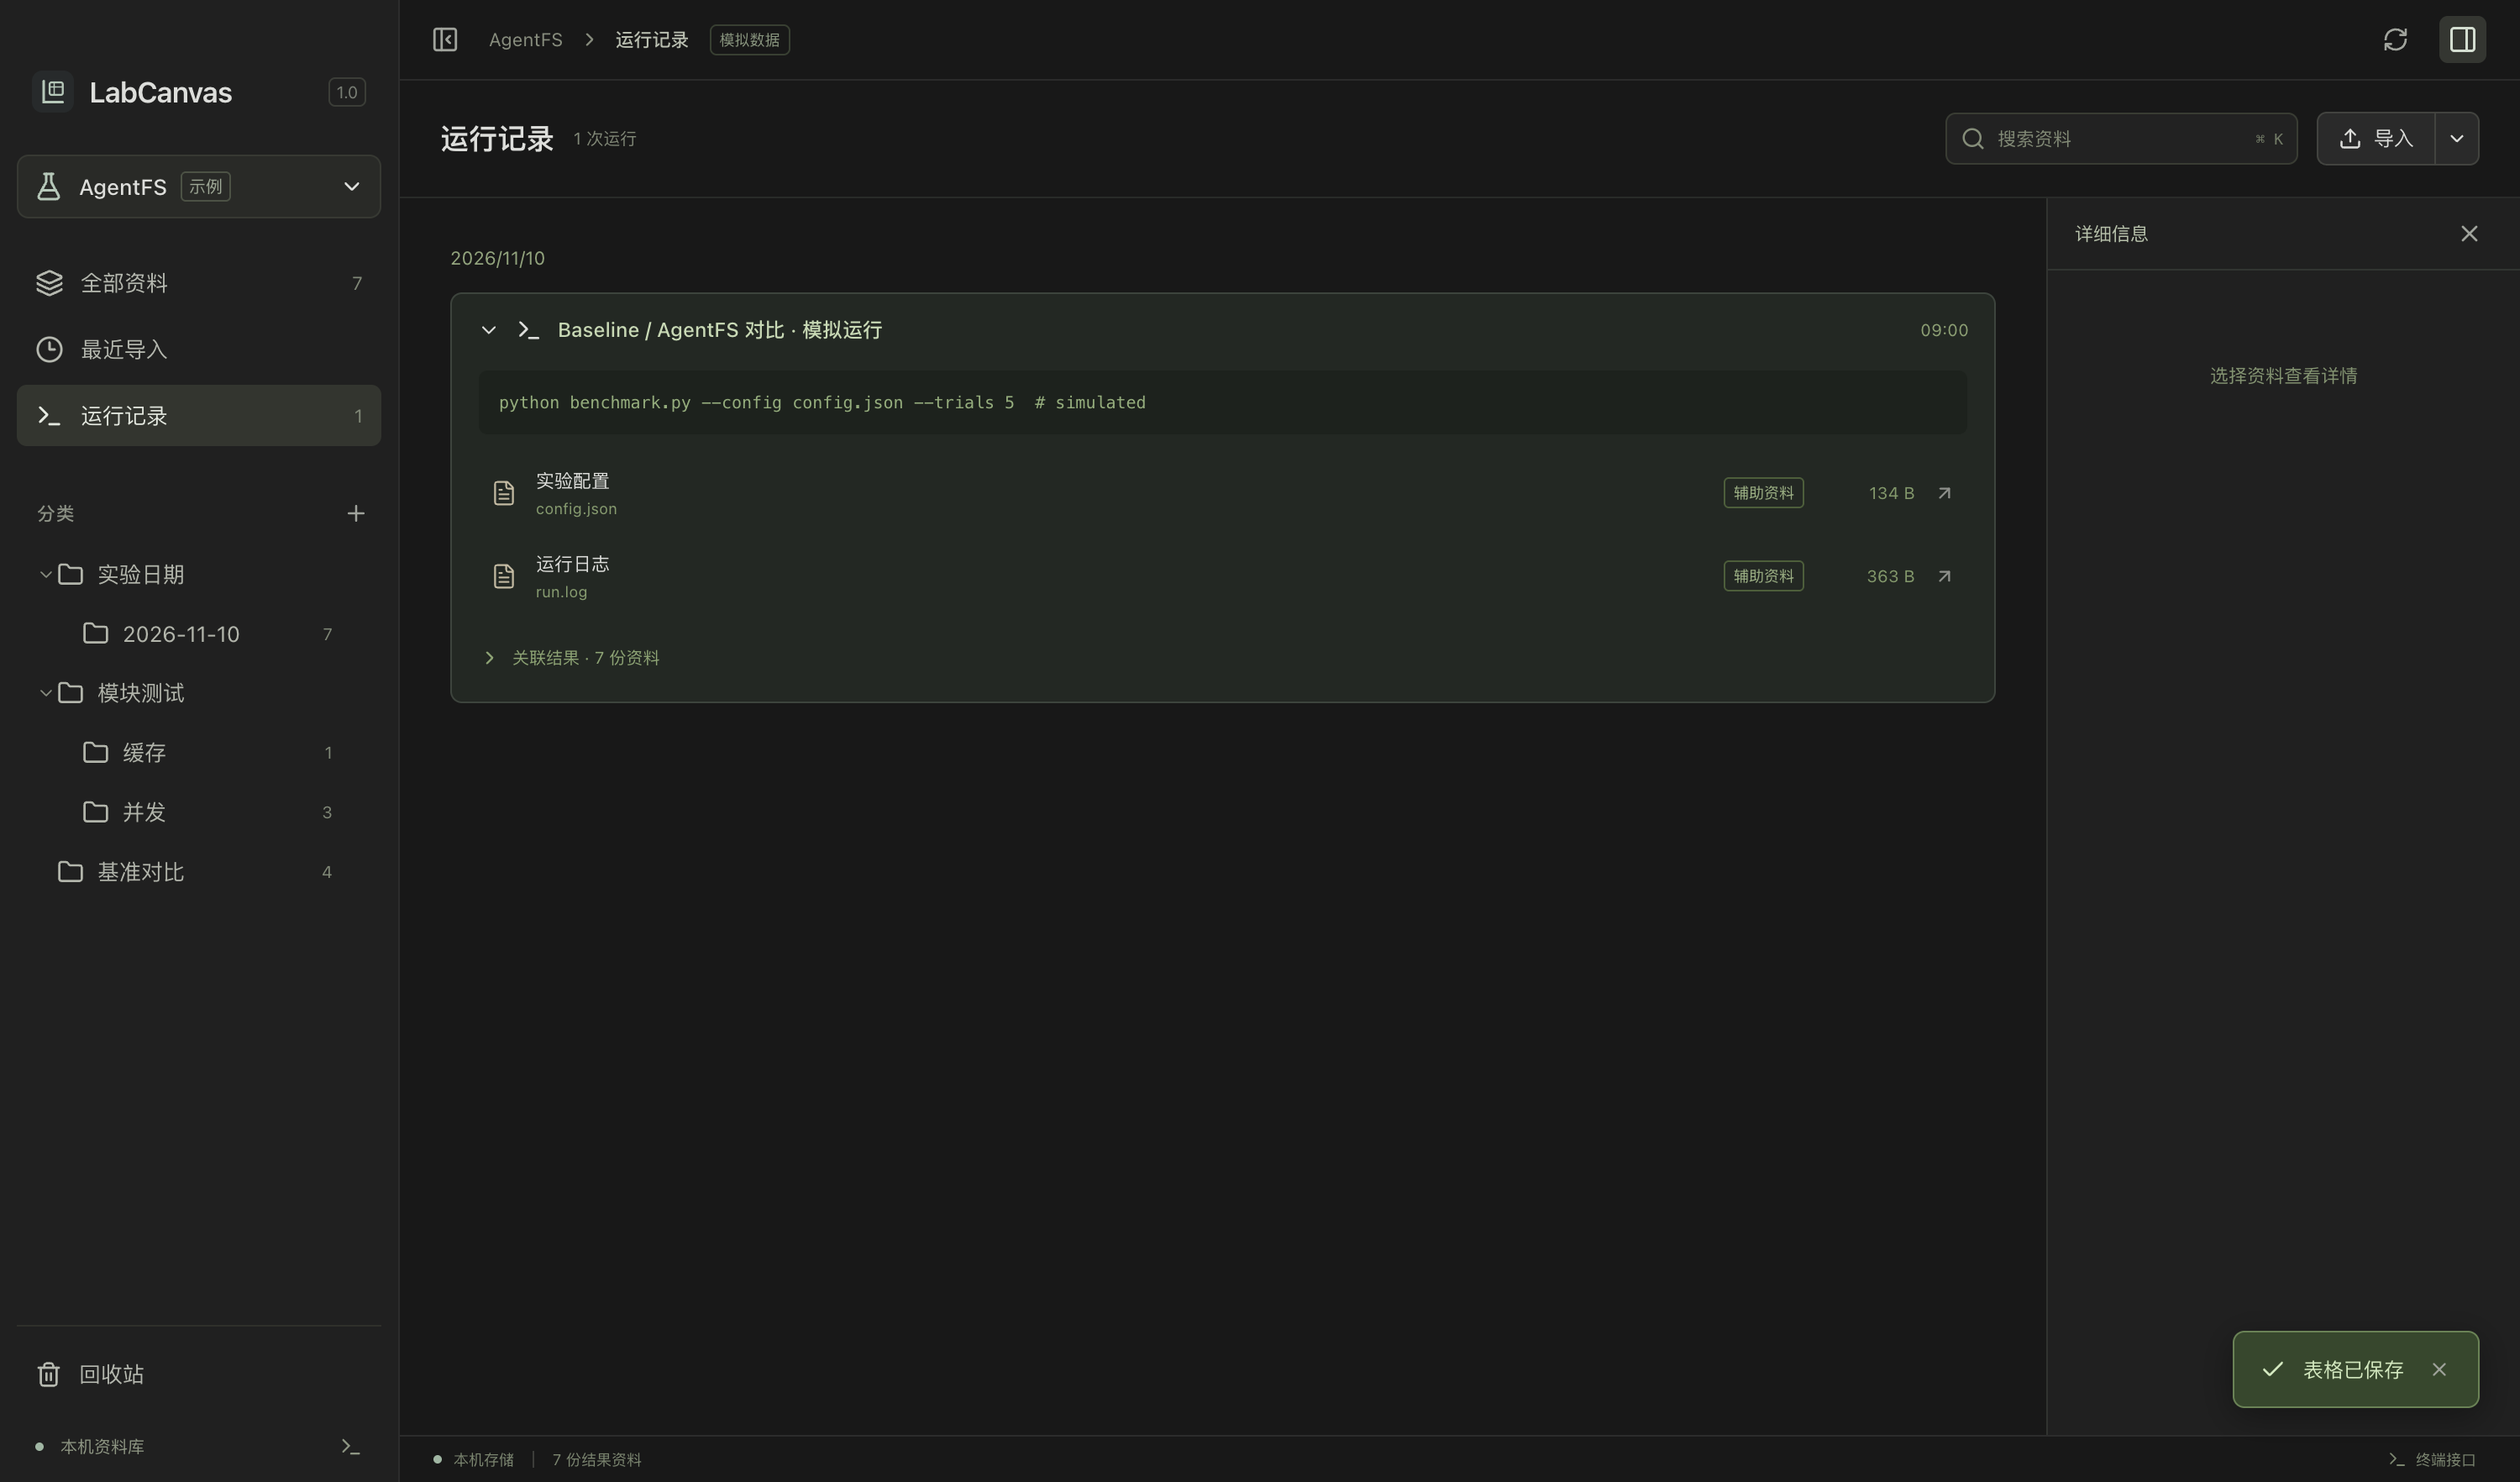 LabCanvas
1.0
AgentFS 示例
全部资料 7
最近导入
运行记录 1
分类
实验日期
2026-11-10 7
模块测试
缓存 1
并发 3
基准对比 4
回收站
本机资料库
AgentFS 运行记录 模拟数据
运行记录 1 次运行
搜索资料 ⌘ K
导入
2026/11/10
Baseline / AgentFS 对比 · 模拟运行 09:00
python benchmark.py --config config.json --trials 5  # simulated
实验配置
config.json
辅助资料 134 B
运行日志
run.log
辅助资料 363 B
关联结果 · 7 份资料
详细信息
选择资料查看详情
表格已保存
本机存储 7 份结果资料
终端接口